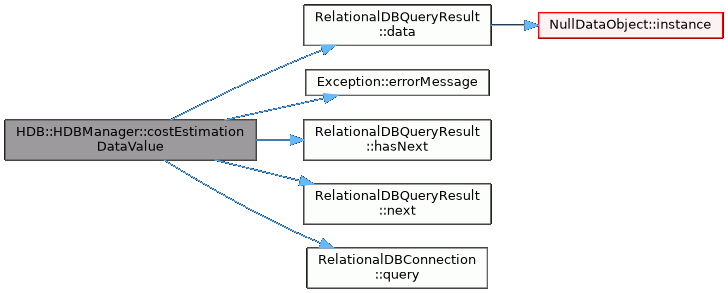 RelationalDBQueryResult
::data
NullDataObject::instance
Exception::errorMessage
HDB::HDBManager::costEstimation
DataValue
RelationalDBQueryResult
::hasNext
RelationalDBQueryResult
::next
RelationalDBConnection
::query